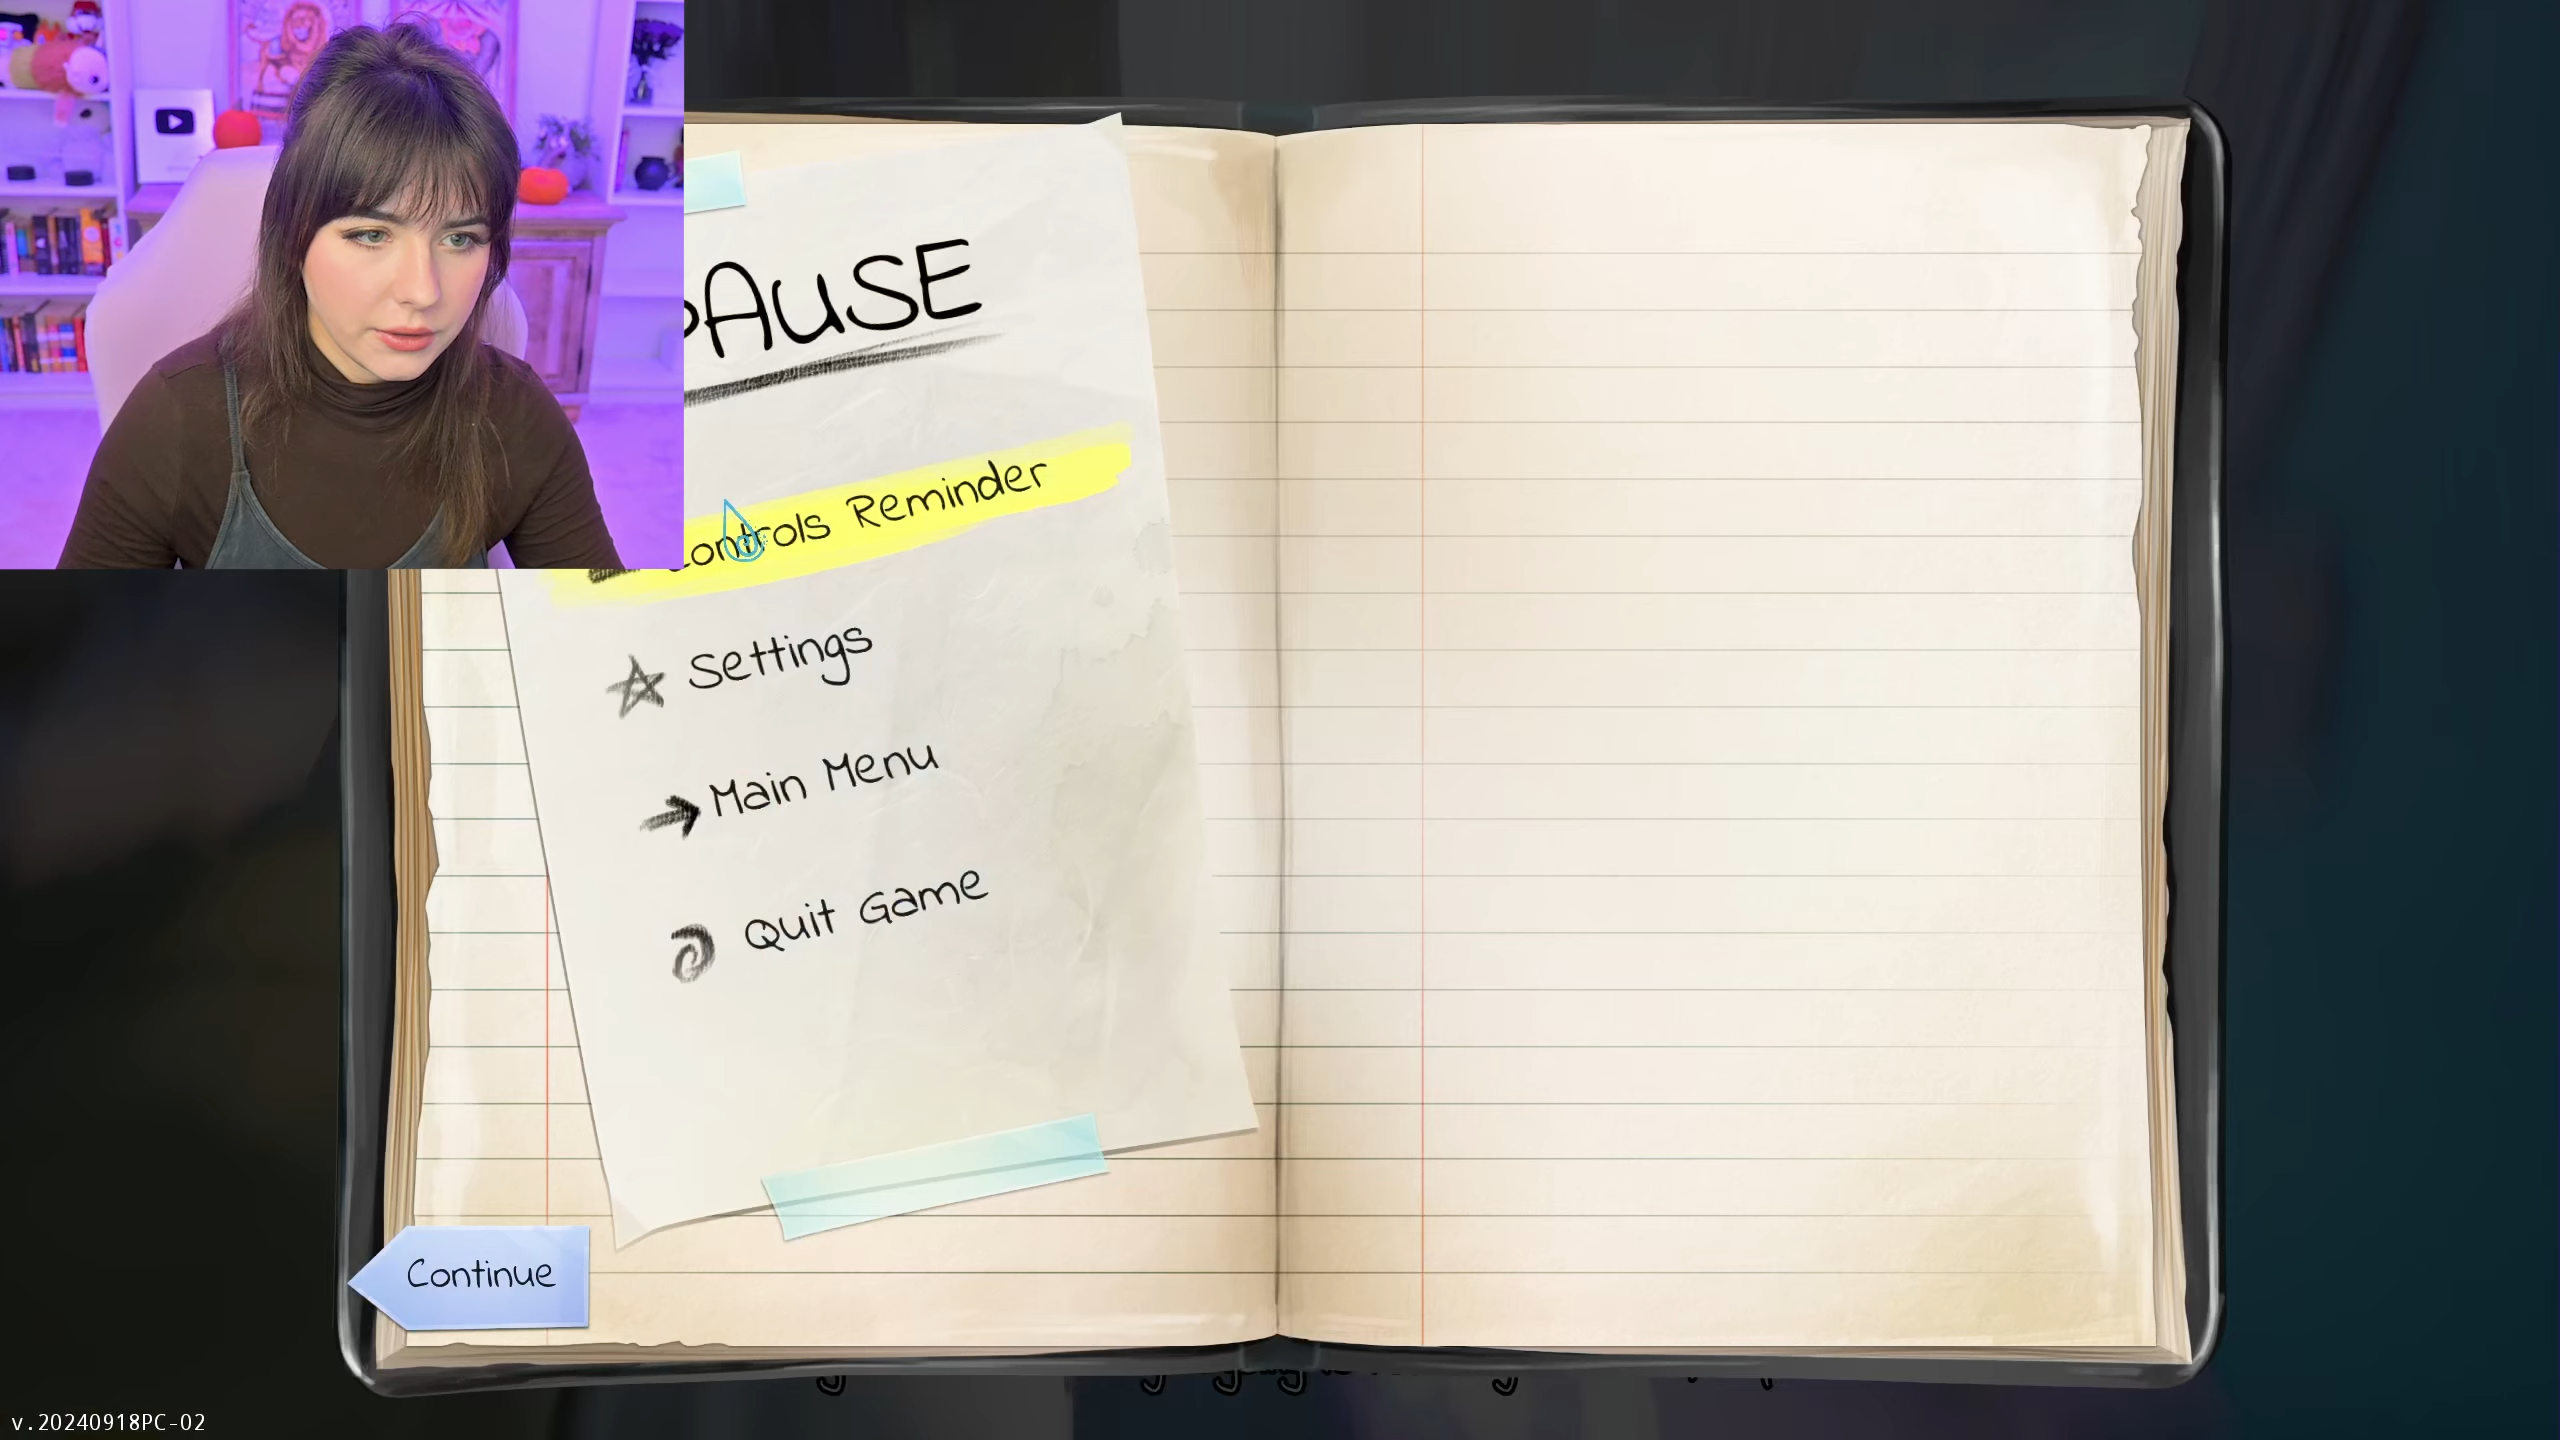 PAUSE
Controls Reminder
Settings
Main Menu
Quit Game
Continue
v.20240918PC-02